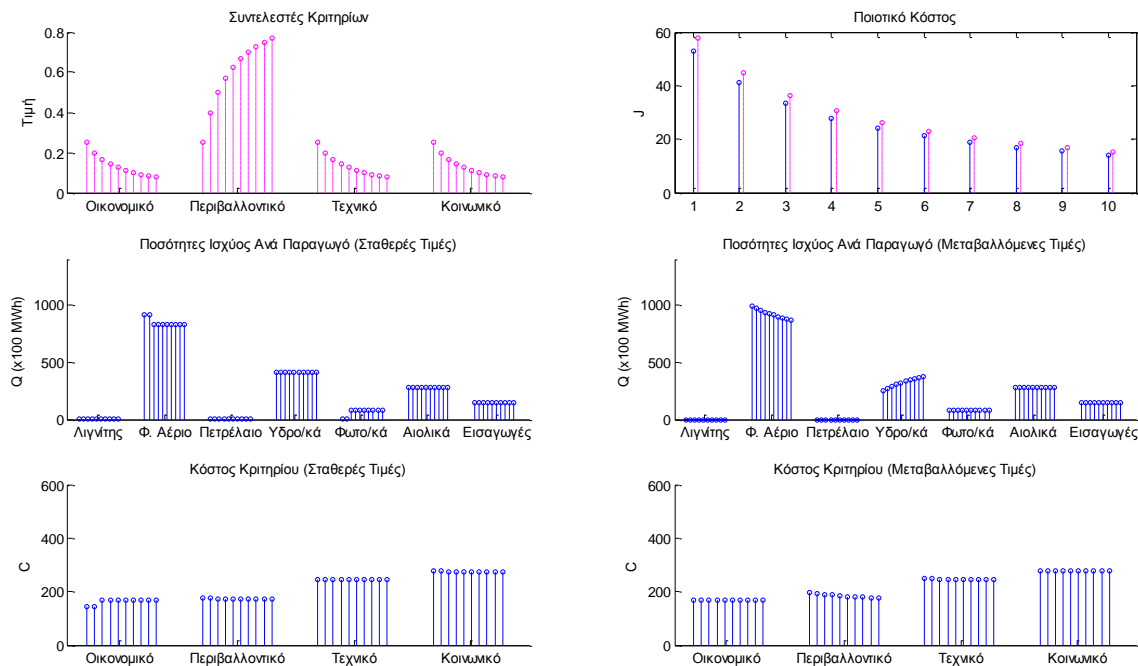 Συντελεστές Κριτηρίων
0.8
0.6
0.4
0.2
0
Τιμή
Οικονομικό Περιβαλλοντικό Τεχνικό Κοινωνικό
Ποιοτικό Κόστος
60
40
20
0
J
1 2 3 4 5 6 7 8 9 10
Ποσότητες Ισχύος Ανά Παραγωγό (Σταθερές Τιμές)
1000
500
0
Q (x100 MWh)
Λιγνίτης Φ. Αέριο Πετρέλαιο Υδρο/κά Φωτο/κά Αιολικά Εισαγωγές
Ποσότητες Ισχύος Ανά Παραγωγό (Μεταβαλλόμενες Τιμές)
1000
500
0
Q (x100 MWh)
Λιγνίτης Φ. Αέριο Πετρέλαιο Υδρο/κά Φωτο/κά Αιολικά Εισαγωγές
Κόστος Κριτηρίου (Σταθερές Τιμές)
600
400
200
0
C
Οικονομικό Περιβαλλοντικό Τεχνικό Κοινωνικό
Κόστος Κριτηρίου (Μεταβαλλόμενες Τιμές)
600
400
200
0
C
Οικονομικό Περιβαλλοντικό Τεχνικό Κοινωνικό